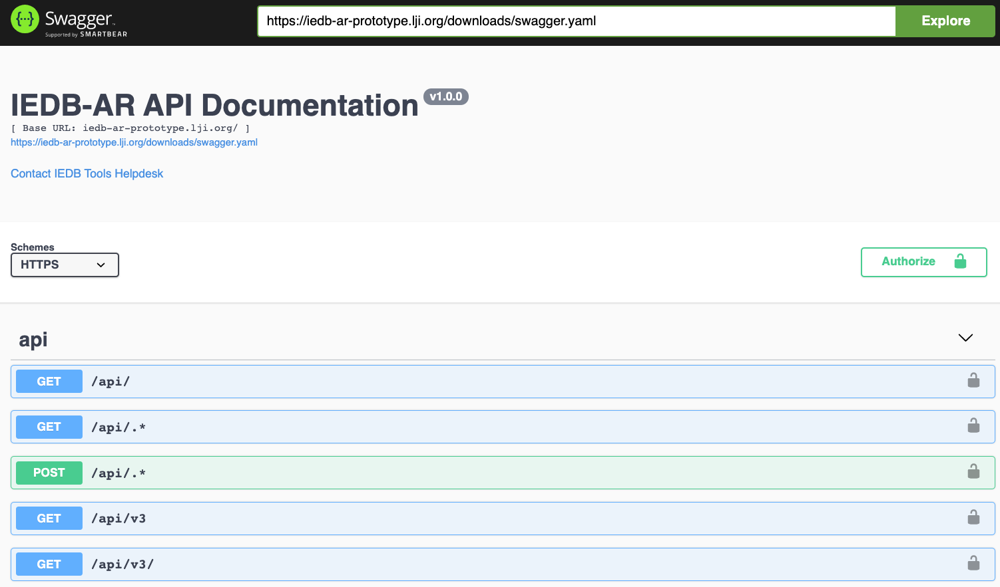 Swagger
Supported by SMARTBEAR
https://iedb-ar-prototype.lji.org/downloads/swagger.yaml
Explore
IEDB-AR API Documentation v1.0.0
[ Base URL: iedb-ar-prototype.lji.org/ ]
https://iedb-ar-prototype.lji.org/downloads/swagger.yaml
Contact IEDB Tools Helpdesk
Schemes
HTTPS
Authorize
api
GET /api/
GET /api/.*
POST /api/.*
GET /api/v3
GET /api/v3/